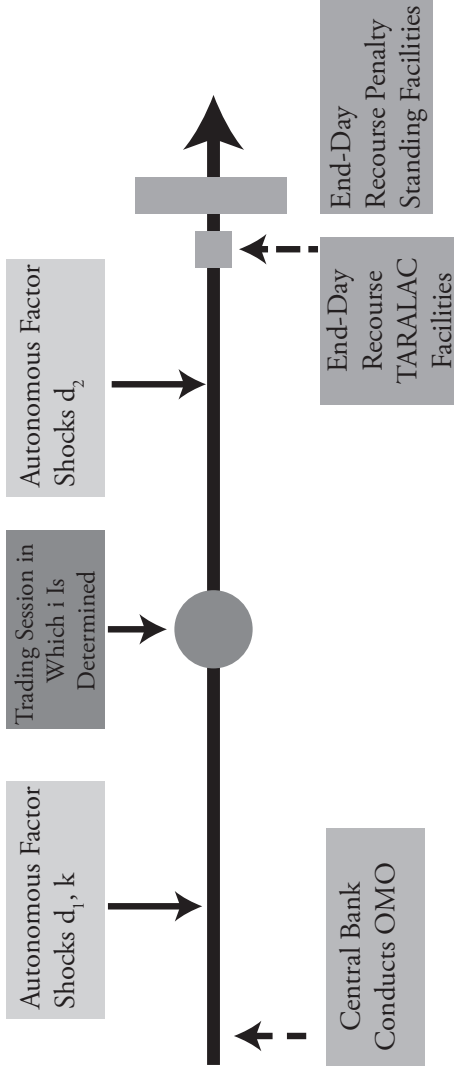 Autonomous Factor
Shocks d₁, k
Trading Session in
Which i Is
Determined
Autonomous Factor
Shocks d₂
Central Bank
Conducts OMO
End-Day
Recourse
TARALAC
Facilities
End-Day
Recourse Penalty
Standing Facilities